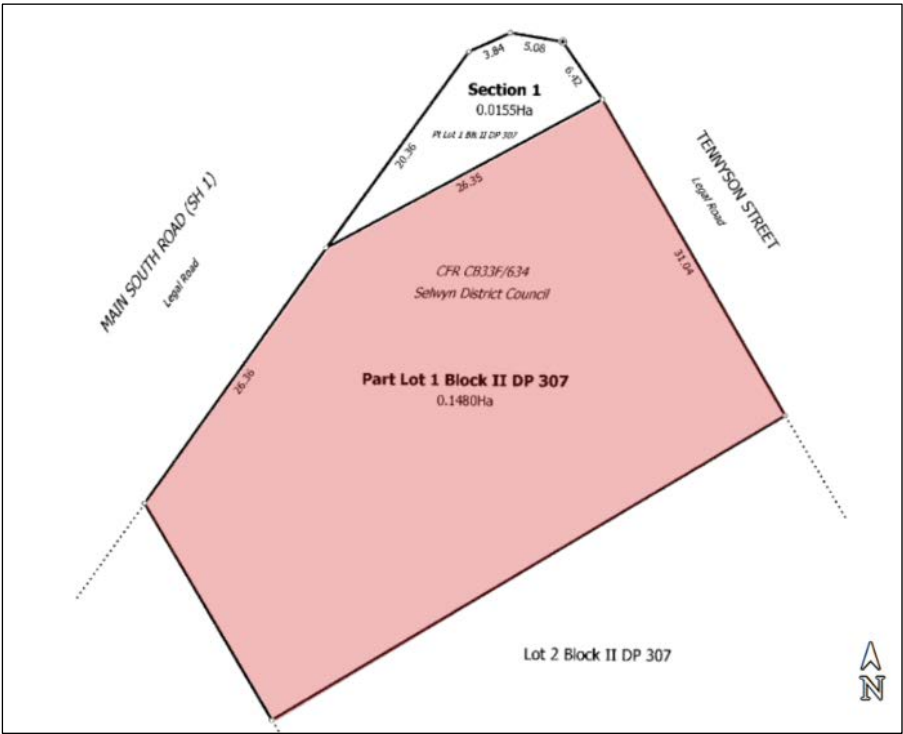 3.84
5.08
6.42
Section 1
0.0155Ha
Pt Lot 1 Blk II DP 307
20.36
26.35
TENNYSON STREET
Legal Road
MAIN SOUTH ROAD (SH 1)
Legal Road
31.04
CFR CB33F/634
Selwyn District Council
26.36
Part Lot 1 Block II DP 307
0.1480Ha
Lot 2 Block II DP 307
N